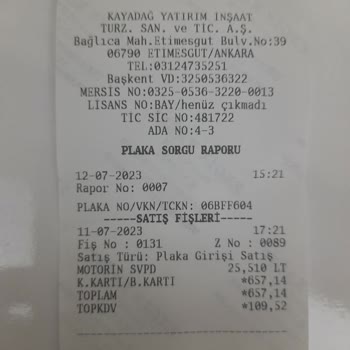 KAYADAĞ YATIRIM İNŞAAT
TURZ. SAN. ve TİC. A.Ş.
Bağlıca Mah.Etimesgut Bulv.No:39
06790 ETİMESGUT/ANKARA
TEL:03124735251
Başkent VD:3250536322
MERSIS NO:0325-0536-3220-0013
LISANS NO:BAY/henüz çıkmadı
TİC SİC NO:481722
ADA NO:4-3
PLAKA SORGU RAPORU
12-07-2023 15:21
Rapor No: 0007
PLAKA NO/VKN/TCKN: 06BFF604
-----SATIŞ FİŞLERİ-----
11-07-2023 17:21
Fiş No : 0131 Z No : 0089
Satış Türü: Plaka Girişi Satış
MOTORİN SVPD 25,510 LT
K.KARTI/B.KARTI *657,14
TOPLAM *657,14
TOPKDV *109,52